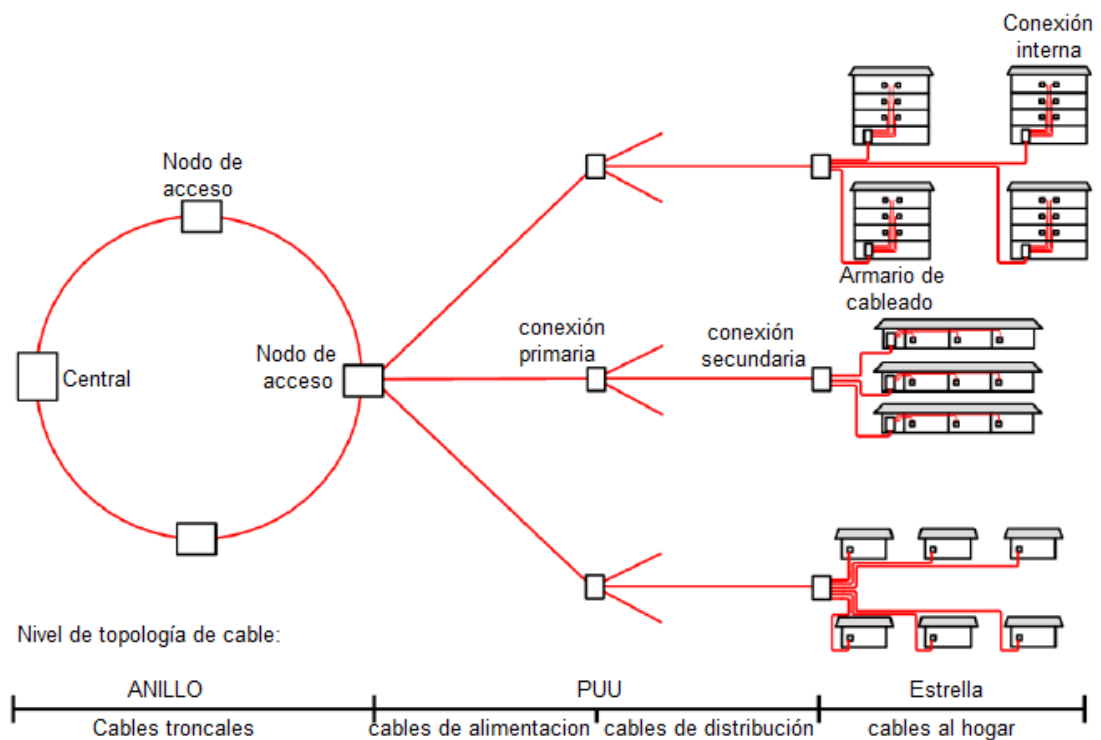 Conexión
interna
Nodo de
acceso
Armario de
cableado
conexión
primaria
conexión
secundaria
Nodo de
acceso
Central
Nivel de topología de cable:
ANILLO
PUU
Estrella
Cables troncales
cables de alimentacion
cables de distribución
cables al hogar